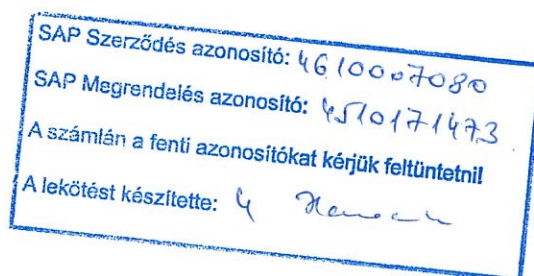 SAP Szerződés azonosító: 4610007080
SAP Megrendelés azonosító: 4510171473
A számlán a fenti azonosítókat kérjük feltüntetni!
A lekötést készítette: